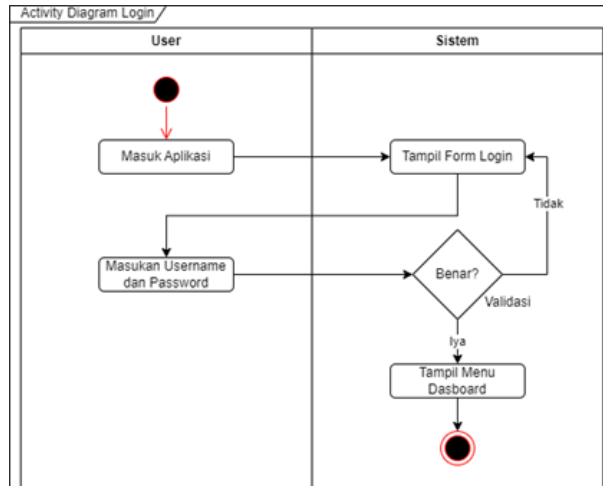 Activity Diagram Login
User
Sistem
Masuk Aplikasi
Tampil Form Login
Tidak
Masukan Username
dan Password
Benar?
Validasi
Iya
Tampil Menu
Dasboard